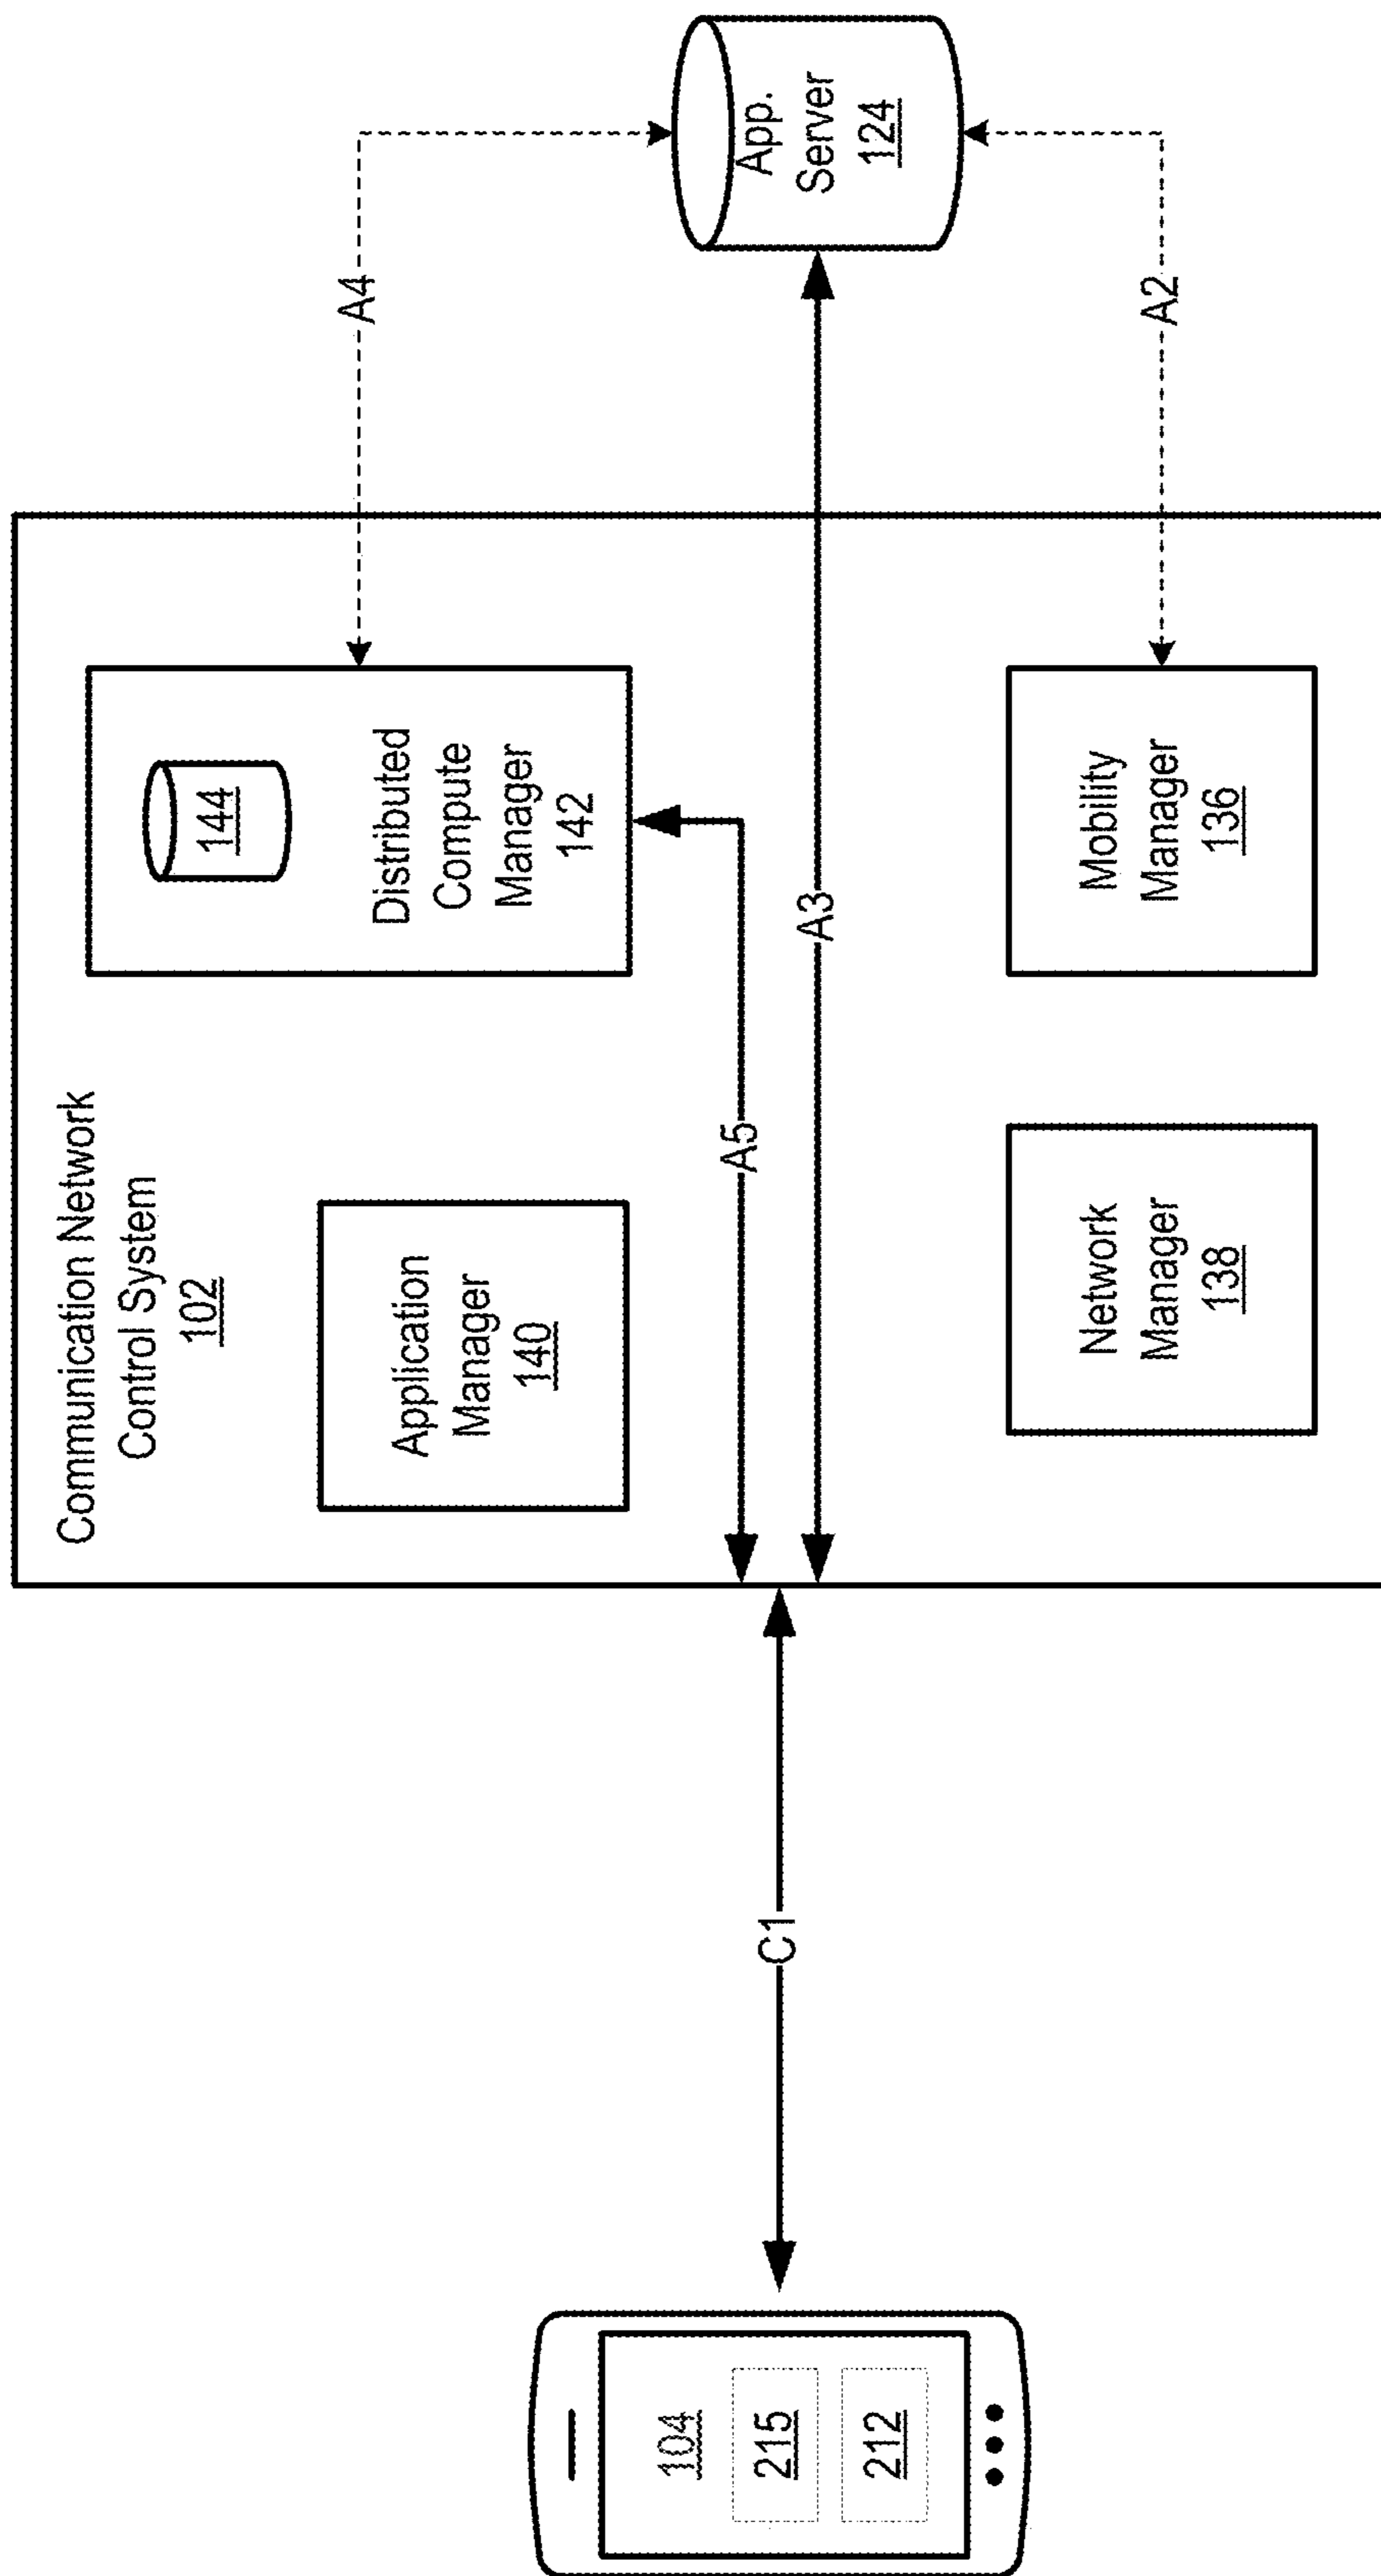 Communication Network
Control System
102
144
Distributed
Compute
Manager
142
Application
Manager
140
A4
A5
A3
A2
C1
App.
Server
124
104
215
212
Network
Manager
138
Mobility
Manager
136